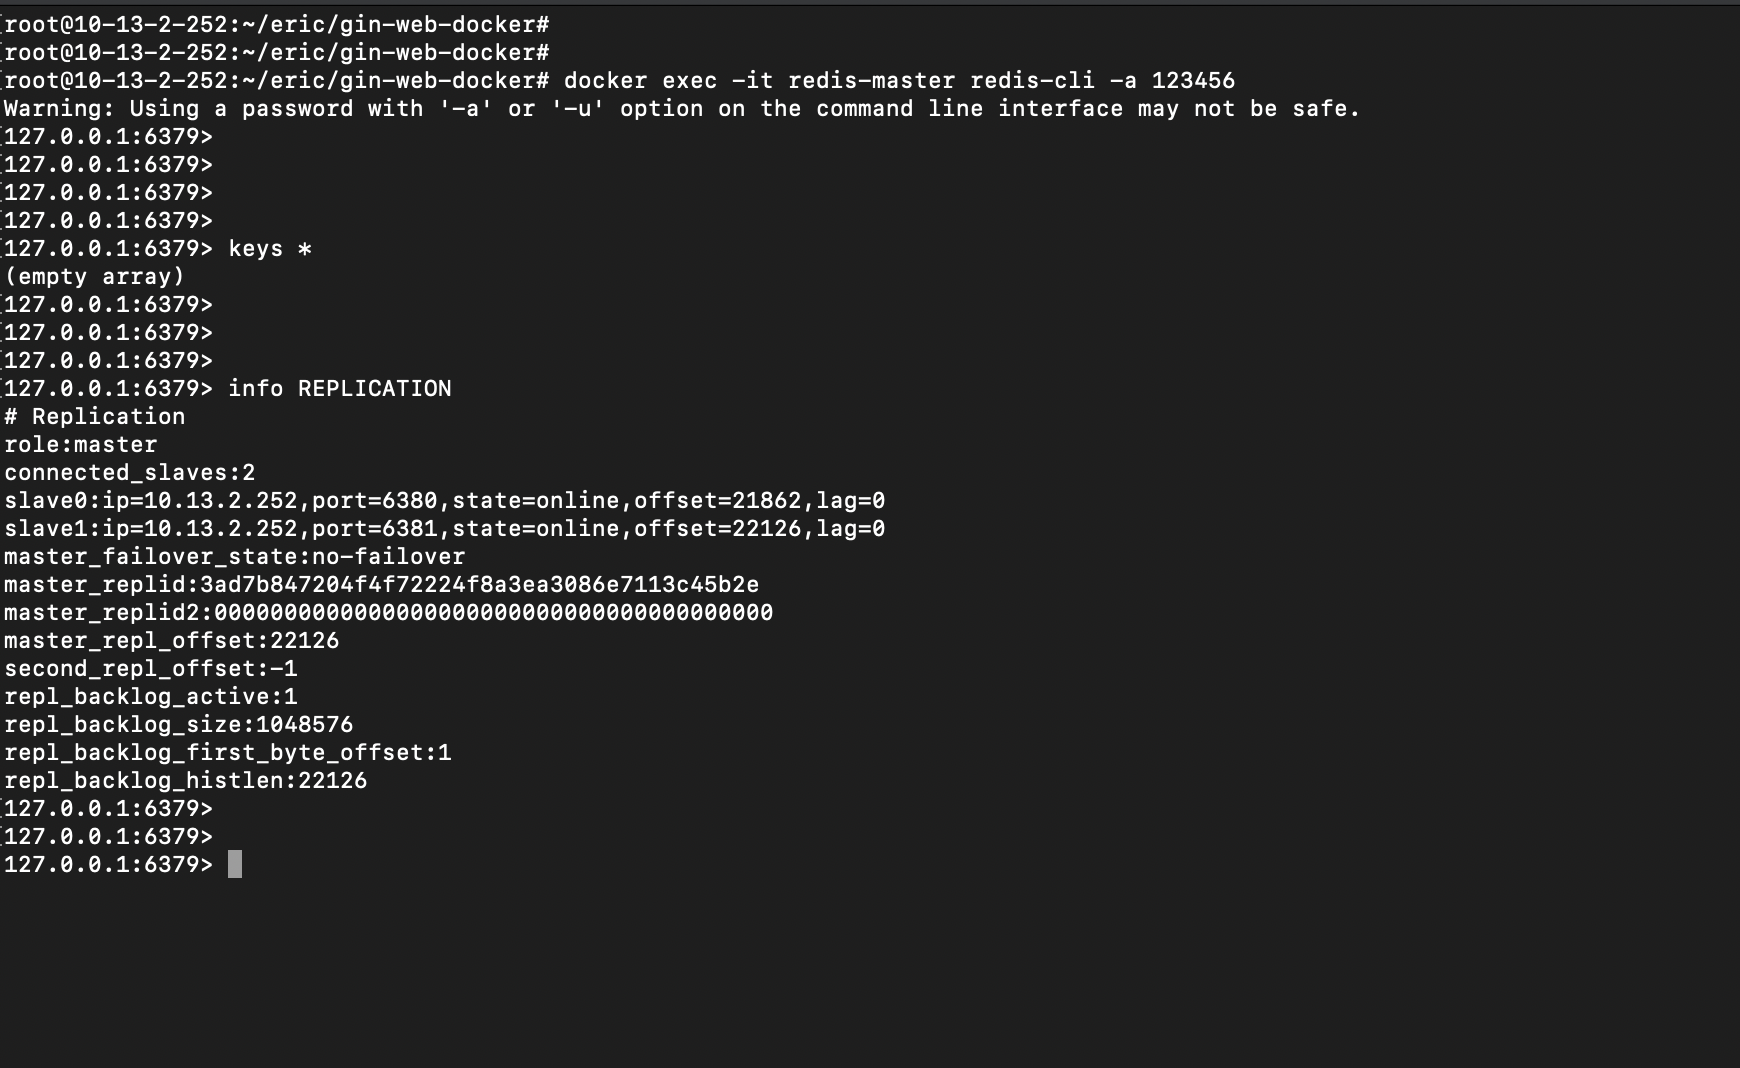 [root@10-13-2-252:~/eric/gin-web-docker#
[root@10-13-2-252:~/eric/gin-web-docker#
[root@10-13-2-252:~/eric/gin-web-docker# docker exec -it redis-master redis-cli -a 123456
Warning: Using a password with '-a' or '-u' option on the command line interface may not be safe.
[127.0.0.1:6379>
[127.0.0.1:6379>
[127.0.0.1:6379>
[127.0.0.1:6379>
[127.0.0.1:6379> keys *
(empty array)
[127.0.0.1:6379>
[127.0.0.1:6379>
[127.0.0.1:6379>
[127.0.0.1:6379> info REPLICATION
# Replication
role:master
connected_slaves:2
slave0:ip=10.13.2.252,port=6380,state=online,offset=21862,lag=0
slave1:ip=10.13.2.252,port=6381,state=online,offset=22126,lag=0
master_failover_state:no-failover
master_replid:3ad7b847204f4f72224f8a3ea3086e7113c45b2e
master_replid2:0000000000000000000000000000000000000000
master_repl_offset:22126
second_repl_offset:-1
repl_backlog_active:1
repl_backlog_size:1048576
repl_backlog_first_byte_offset:1
repl_backlog_histlen:22126
[127.0.0.1:6379>
[127.0.0.1:6379>
127.0.0.1:6379>